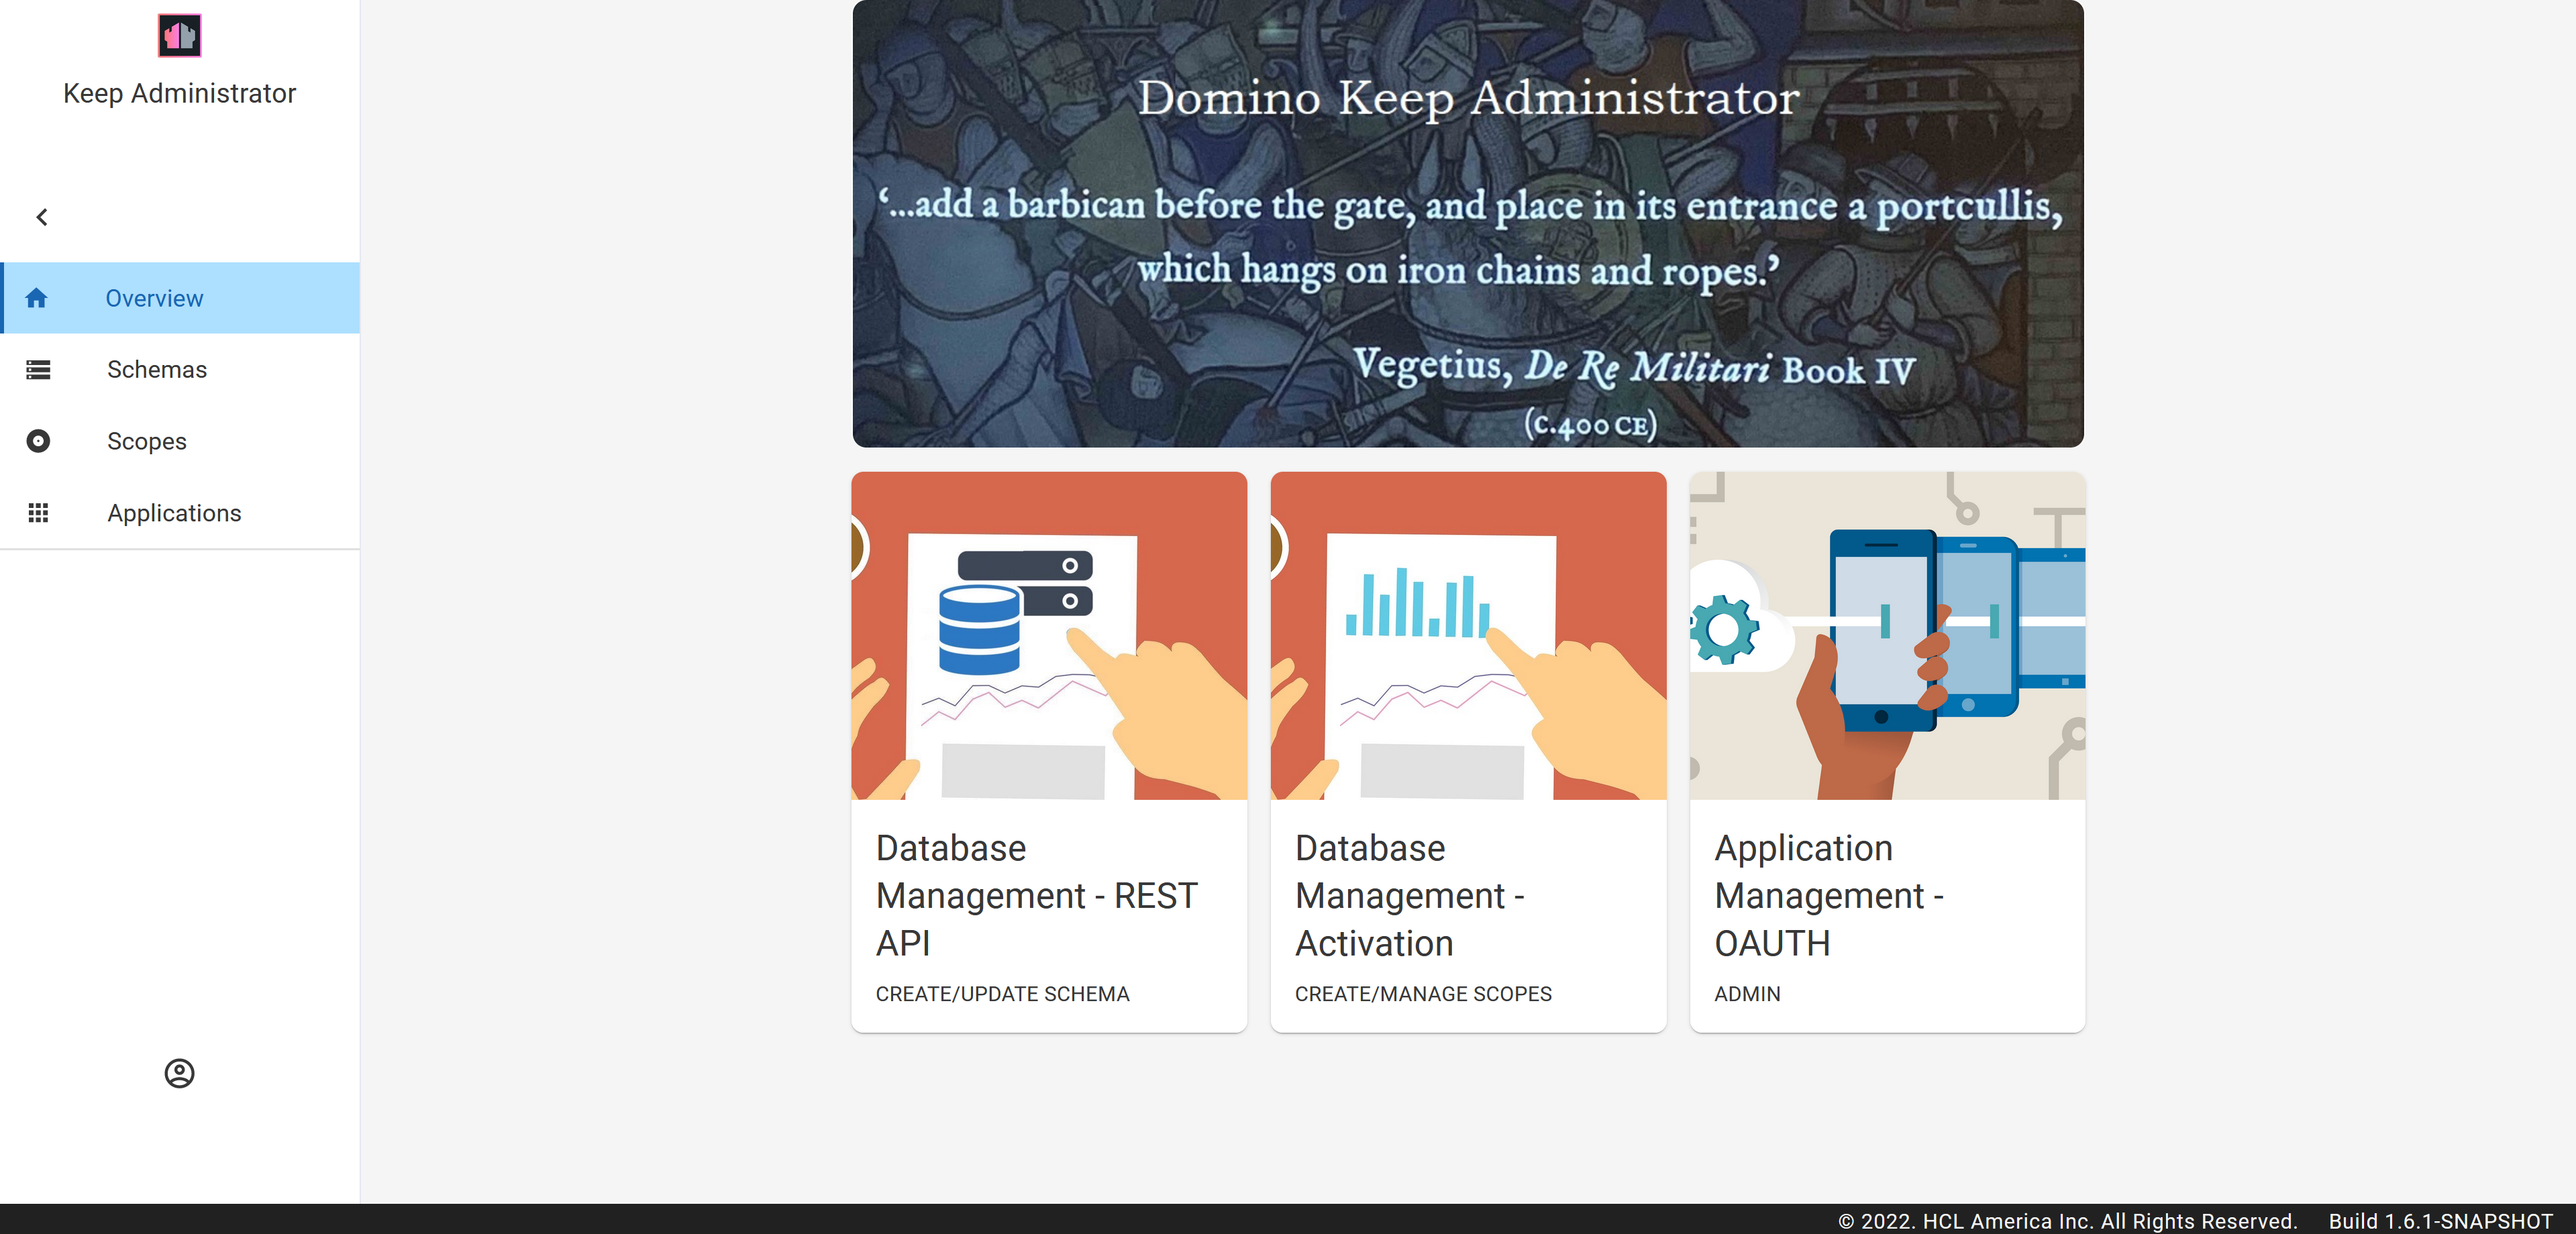 Keep Administrator
Overview
Schemas
Scopes
Applications
Domino Keep Administrator
‘...add a barbican before the gate, and place in its entrance a portcullis,
which hangs on iron chains and ropes.’
Vegetius, De Re Militari Book IV
(c.400 CE)
Database
Management - REST
API
CREATE/UPDATE SCHEMA
Database
Management -
Activation
CREATE/MANAGE SCOPES
Application
Management -
OAUTH
ADMIN
© 2022. HCL America Inc. All Rights Reserved. Build 1.6.1-SNAPSHOT